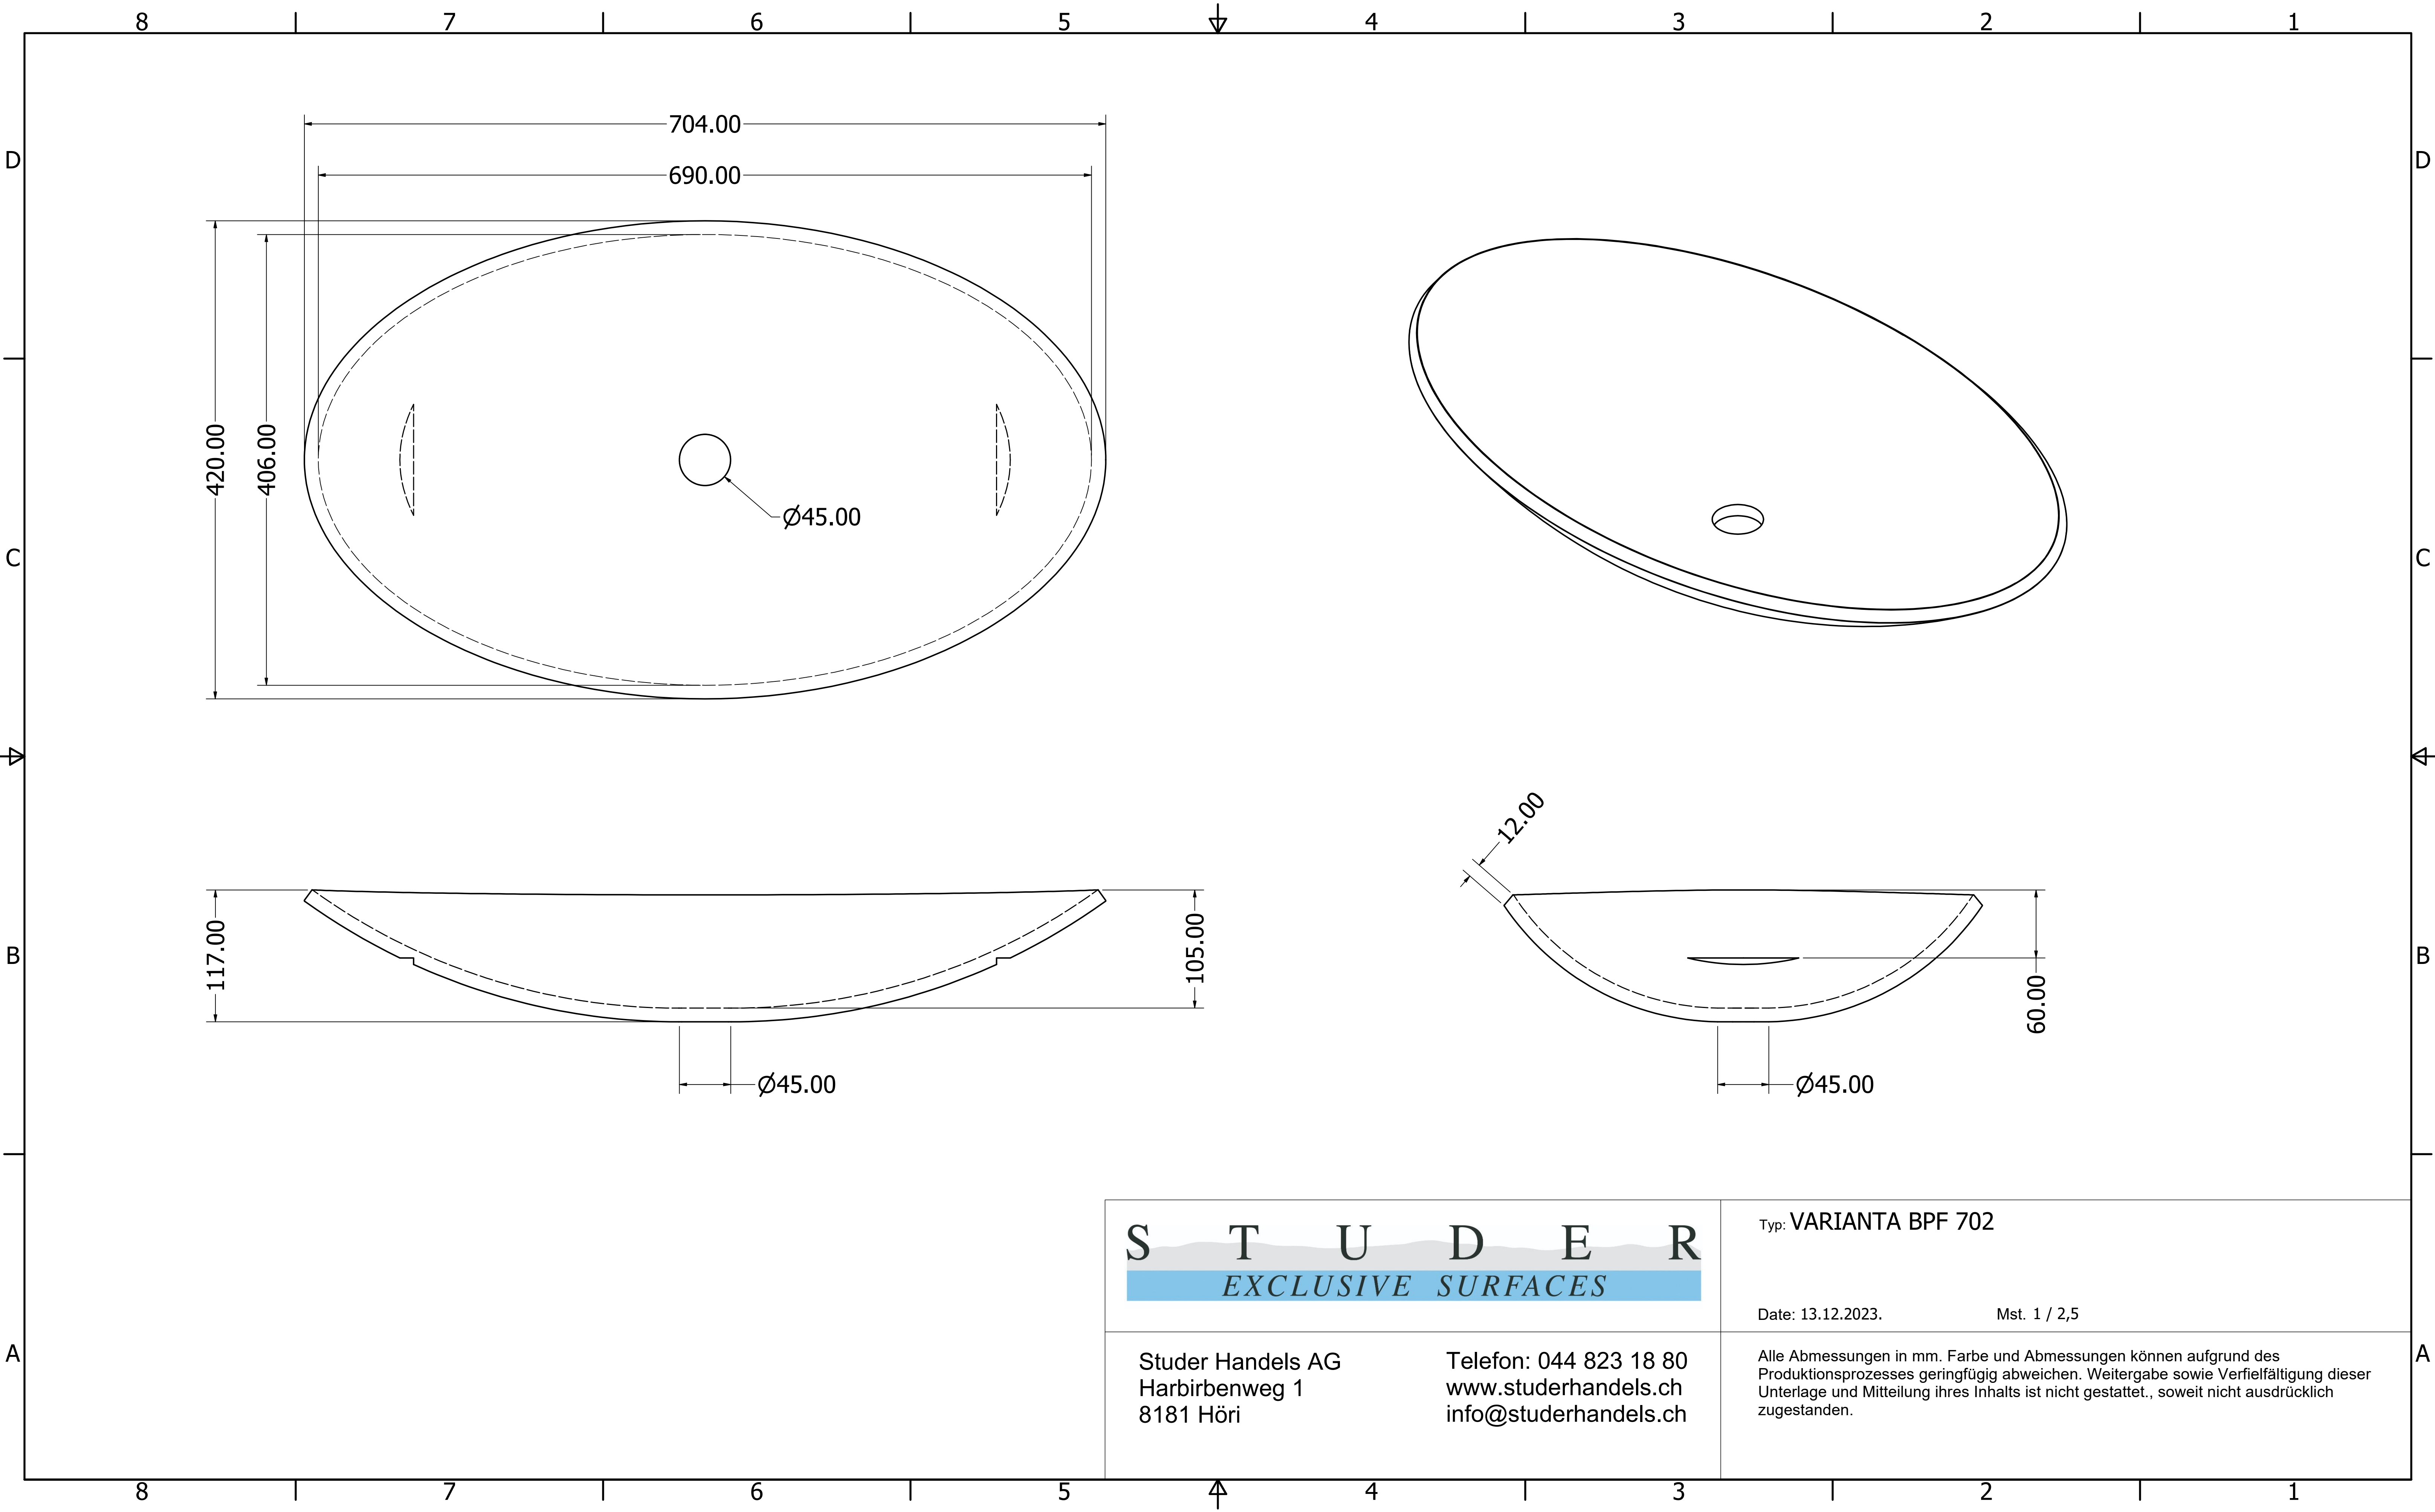 8 7 6 5 4 3 2 1
D D
704.00
690.00
420.00
406.00
Ø45.00
C C
12.00
117.00
105.00
60.00
B B
Ø45.00
Ø45.00
S T U D E R
EXCLUSIVE SURFACES
Typ: VARIANTA BPF 702
Date: 13.12.2023. Mst. 1 / 2,5
A A
Studer Handels AG
Harbirbenweg 1
8181 Höri
Telefon: 044 823 18 80
www.studerhandels.ch
info@studerhandels.ch
Alle Abmessungen in mm. Farbe und Abmessungen können aufgrund des
Produktionsprozesses geringfügig abweichen. Weitergabe sowie Verfielfältigung dieser
Unterlage und Mitteilung ihres Inhalts ist nicht gestattet., soweit nicht ausdrücklich
zugestanden.
8 7 6 5 4 3 2 1